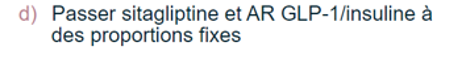 d) Passer sitagliptine et AR GLP-1/insuline à
des proportions fixes